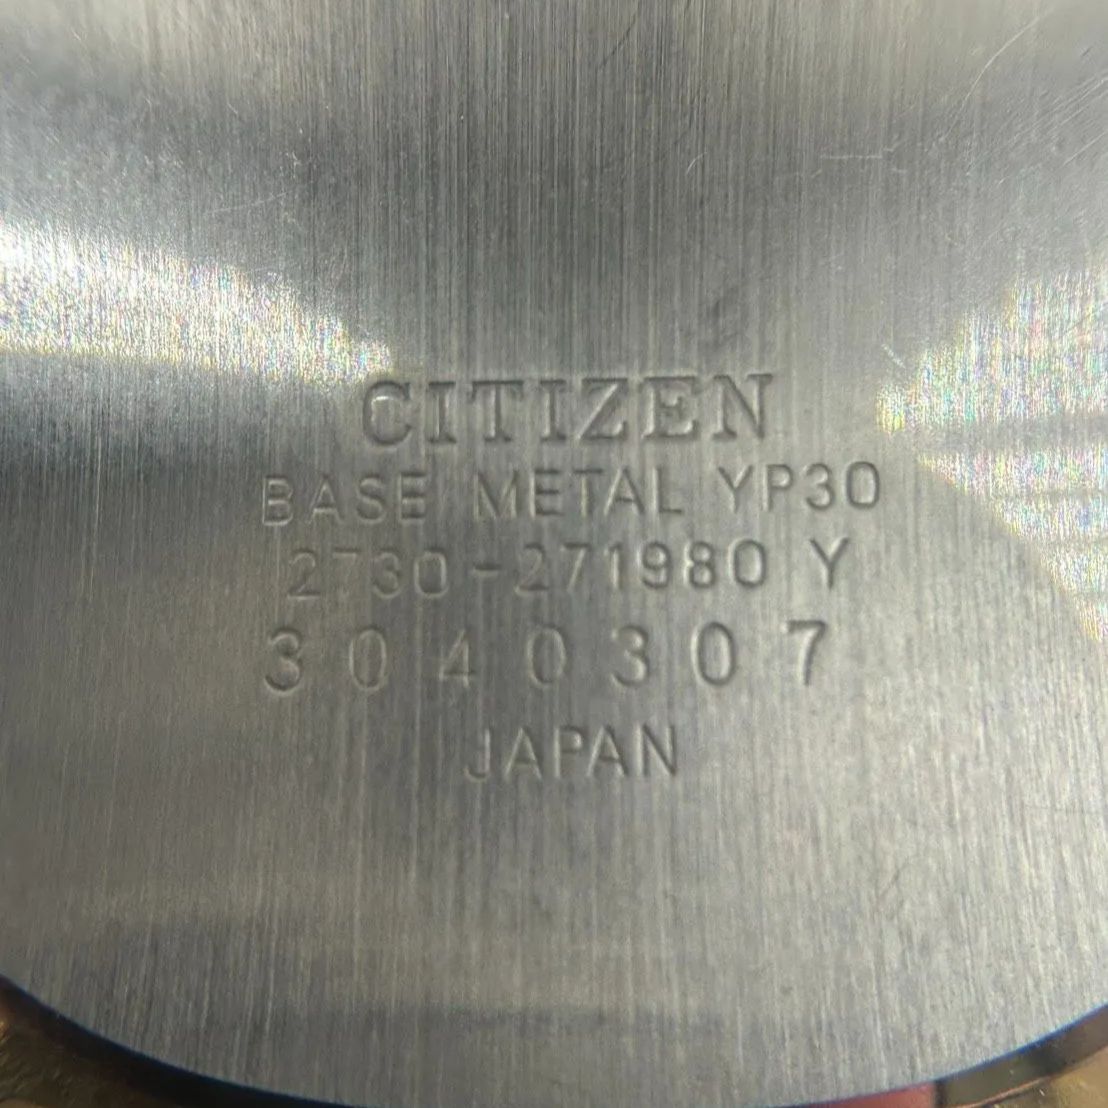 CITIZEN
BASE METAL YP30
2730-271980 Y
3040307
JAPAN